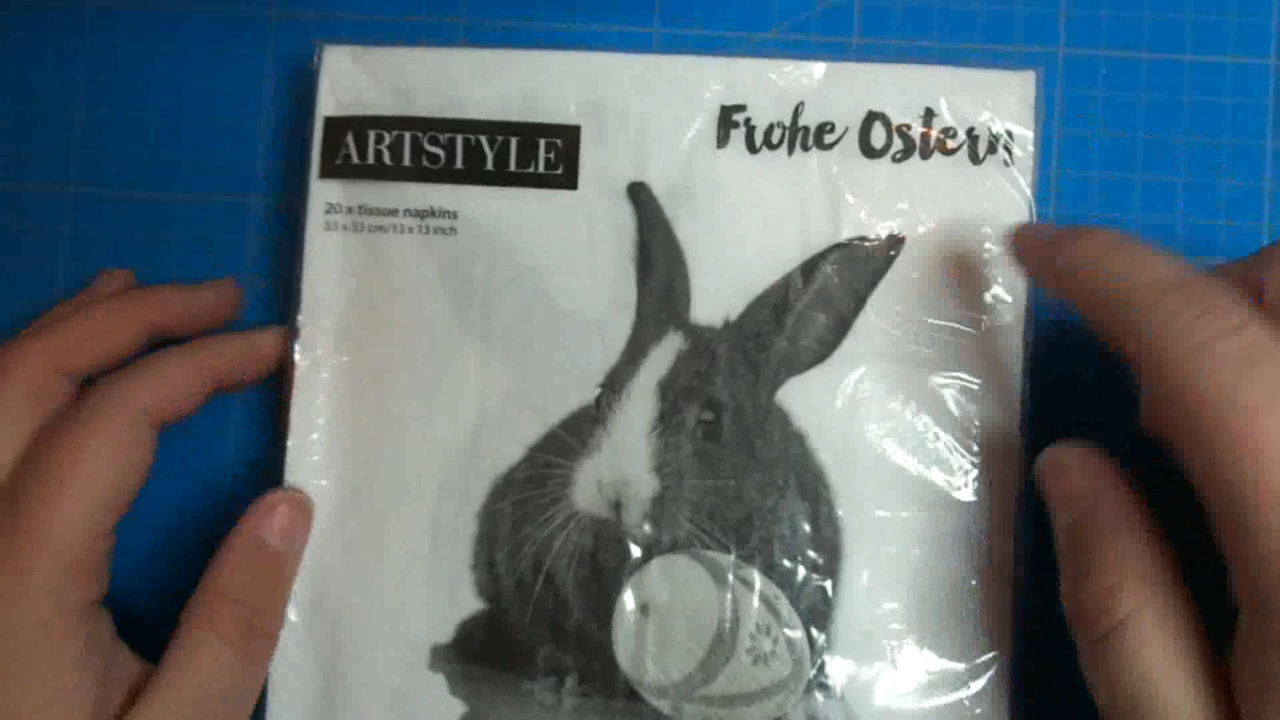 ARTSTYLE
Frohe Ostern
20 x tissue napkins
33 x 33 cm/13 x 13 inch